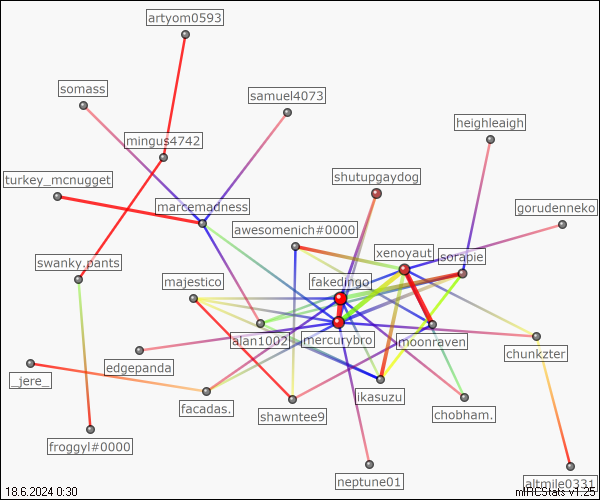 artyom0593
somass
samuel4073
heighleaigh
mingus4742
shutupgaydog
turkey_mcnugget
marcemadness
gorudenneko
awesomenich#0000
xenoyaut
sorapie
swanky.pants
fakedingo
majestico
alan1002
mercurybro
moonraven
chunkzter
edgepanda
_jere_
ikasuzu
facadas.
shawntee9
chobham.
froggyl#0000
neptune01
altmile0331
18.6.2024 0:30
mIRCStats v1.25